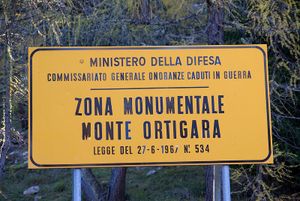 MINISTERO DELLA DIFESA
COMMISSARIATO GENERALE ONORANZE CADUTI IN GUERRA
ZONA MONUMENTALE
MONTE ORTIGARA
LEGGE DEL 27-6-1967 N° 534